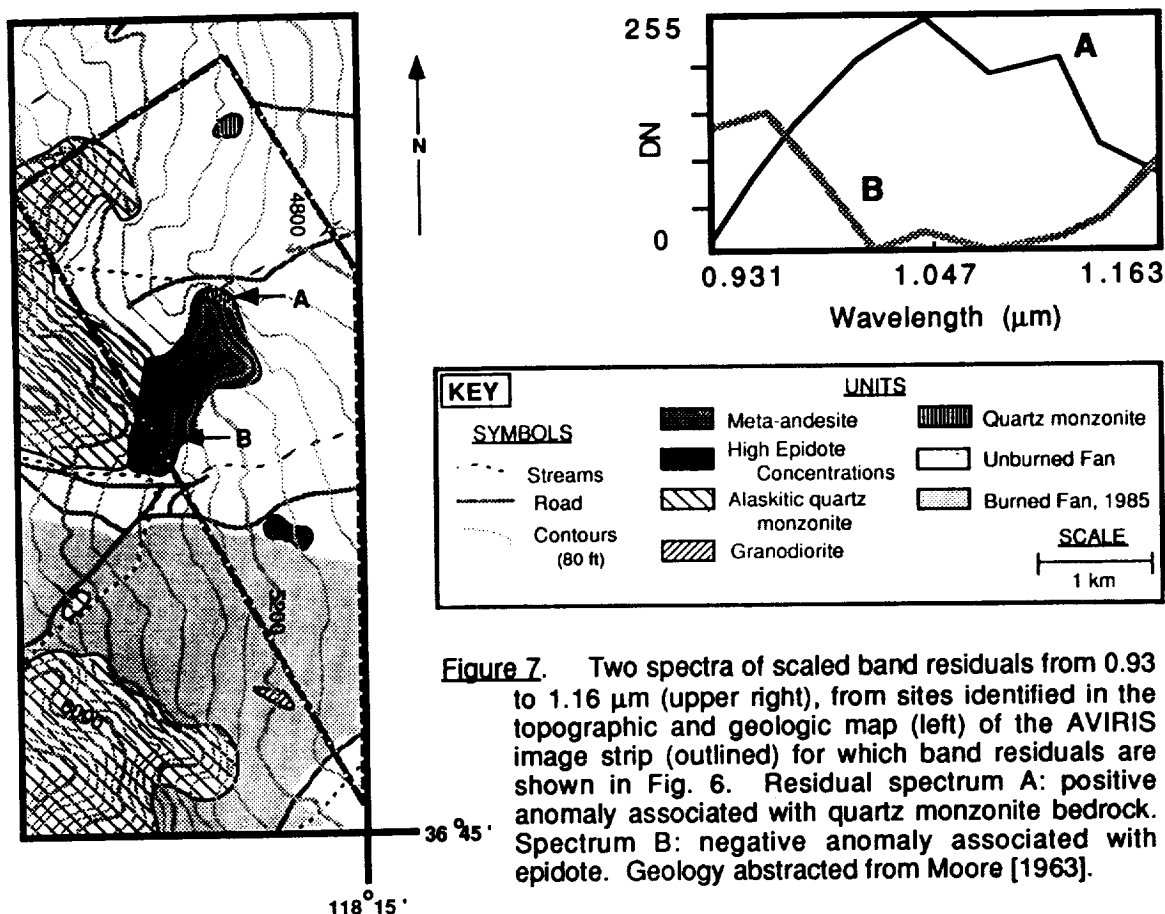 N
4800
A
B
5200
6000
36 °45 '
118 °15 '
255
DN
0
A
B
0.931
1.047
1.163
Wavelength (μm)
KEY
SYMBOLS
Streams
Road
Contours
(80 ft)
UNITS
Meta-andesite
High Epidote
Concentrations
Alaskitic quartz
monzonite
Granodiorite
Quartz monzonite
Unburned Fan
Burned Fan, 1985
SCALE
1 km
Figure 7. Two spectra of scaled band residuals from 0.93
to 1.16 μm (upper right), from sites identified in the
topographic and geologic map (left) of the AVIRIS
image strip (outlined) for which band residuals are
shown in Fig. 6. Residual spectrum A: positive
anomaly associated with quartz monzonite bedrock.
Spectrum B: negative anomaly associated with
epidote. Geology abstracted from Moore [1963].